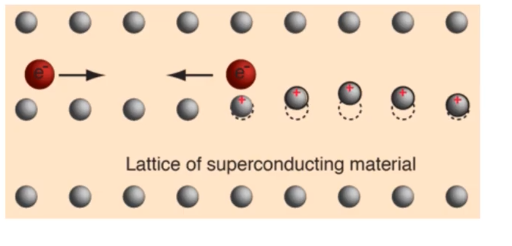 e⁻ e⁻
+ + + + +
Lattice of superconducting material